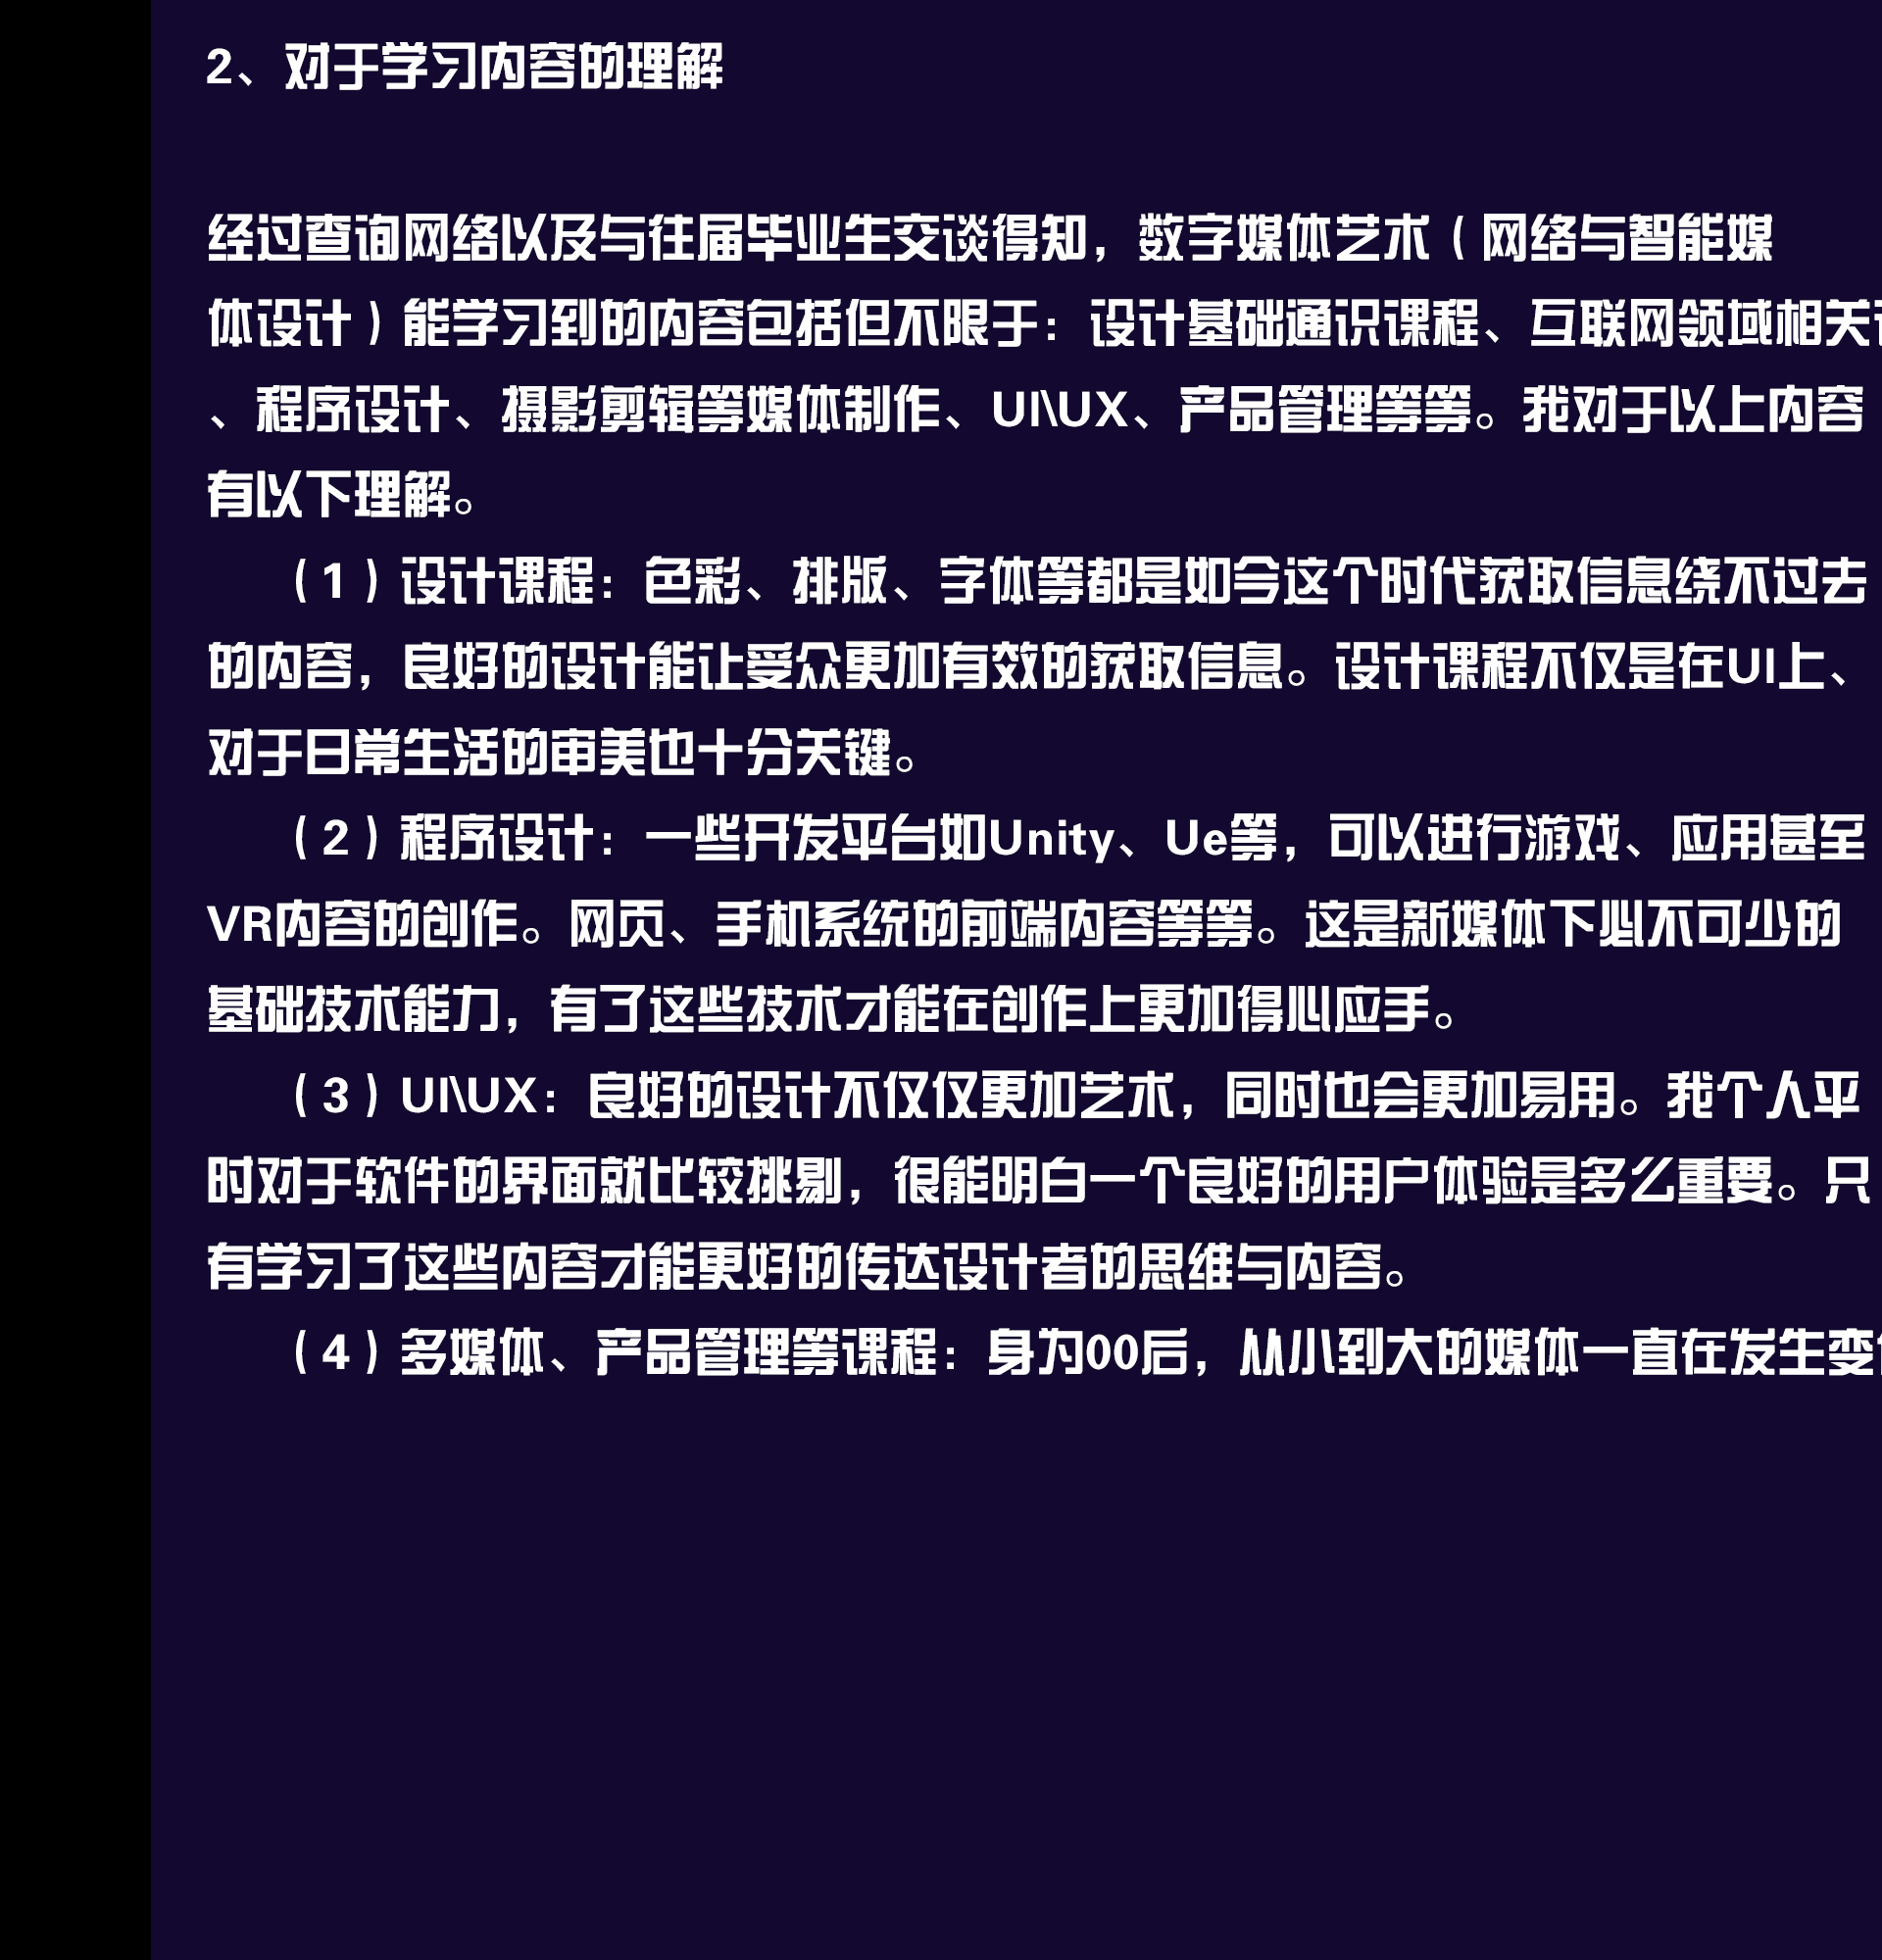 2、对于学习内容的理解
经过查询网络以及与往届毕业生交谈得知，数字媒体艺术（网络与智能媒
体设计）能学习到的内容包括但不限于：设计基础通识课程、互联网领域相关
、程序设计、摄影剪辑等媒体制作、UI\UX、产品管理等等。我对于以上内容
有以下理解。
（1）设计课程：色彩、排版、字体等都是如今这个时代获取信息绕不过去
的内容，良好的设计能让受众更加有效的获取信息。设计课程不仅是在UI上、
对于日常生活的审美也十分关键。
（2）程序设计：一些开发平台如Unity、Ue等，可以进行游戏、应用甚至
VR内容的创作。网页、手机系统的前端内容等等。这是新媒体下必不可少的
基础技术能力，有了这些技术才能在创作上更加得心应手。
（3）UI\UX：良好的设计不仅仅更加艺术，同时也会更加易用。我个人平
时对于软件的界面就比较挑剔，很能明白一个良好的用户体验是多么重要。只
有学习了这些内容才能更好的传达设计者的思维与内容。
（4）多媒体、产品管理等课程：身为00后，从小到大的媒体一直在发生变